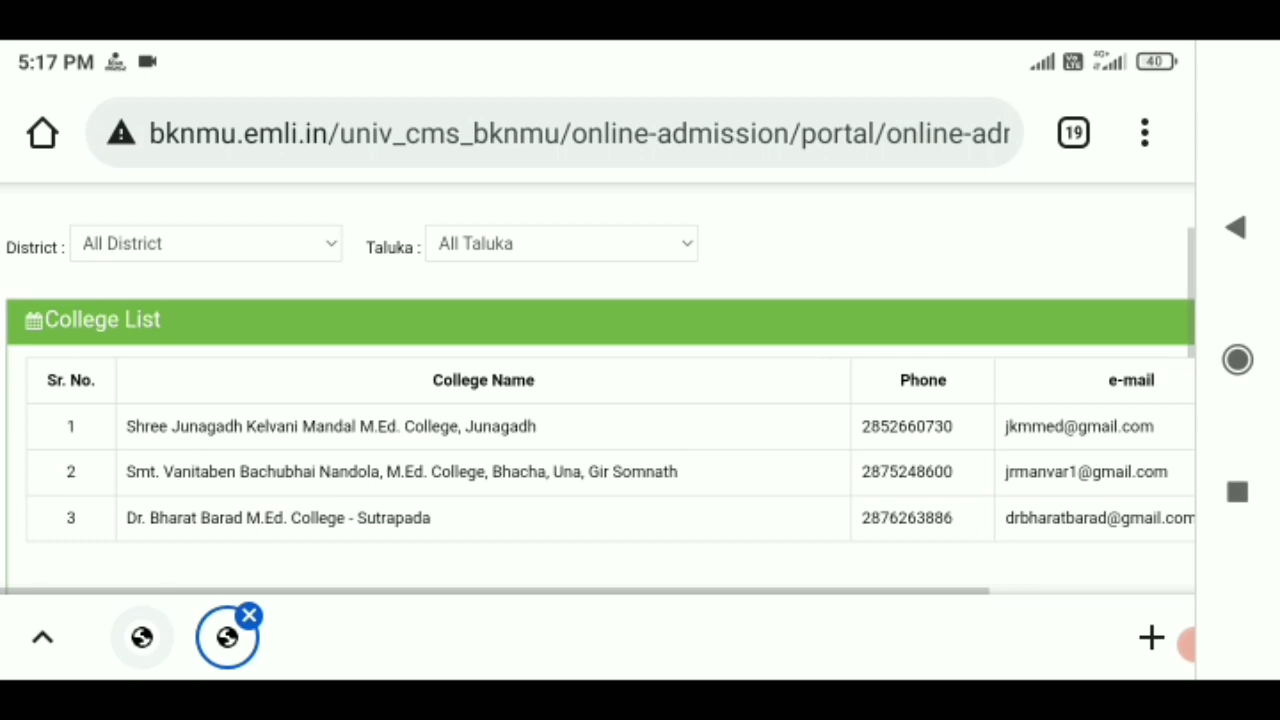 5:17 PM 4G+ 40
bknmu.emli.in/univ_cms_bknmu/online-admission/portal/online-adr 19
District : All District Taluka : All Taluka
College List
Sr. No. College Name Phone e-mail
1 Shree Junagadh Kelvani Mandal M.Ed. College, Junagadh 2852660730 jkmmed@gmail.com
2 Smt. Vanitaben Bachubhai Nandola, M.Ed. College, Bhacha, Una, Gir Somnath 2875248600 jrmanvar1@gmail.com
3 Dr. Bharat Barad M.Ed. College - Sutrapada 2876263886 drbharatbarad@gmail.com